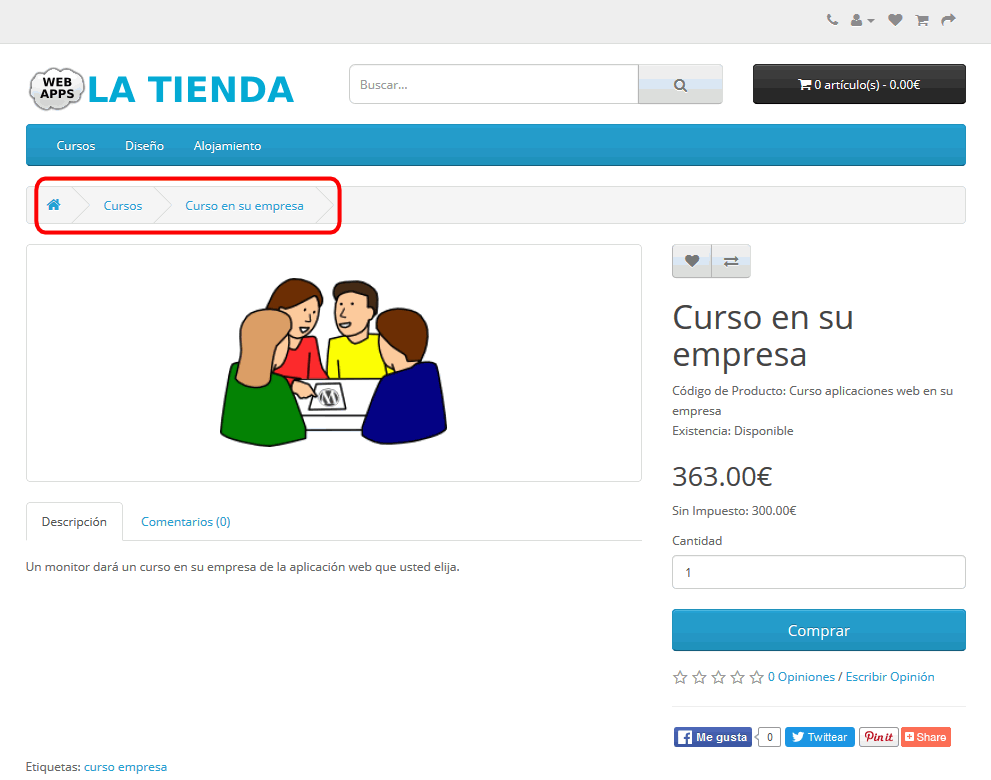 WEB
APPS
LA TIENDA
Buscar...
0 artículo(s) - 0.00€
Cursos
Diseño
Alojamiento
Cursos
Curso en su empresa
Curso en su
empresa
Código de Producto: Curso aplicaciones web en su
empresa
Existencia: Disponible
363.00€
Sin Impuesto: 300.00€
Cantidad
1
Comprar
0 Opiniones / Escribir Opinión
Descripción
Comentarios (0)
Un monitor dará un curso en su empresa de la aplicación web que usted elija.
Me gusta
0
Twittear
Pin it
Share
Etiquetas: curso empresa